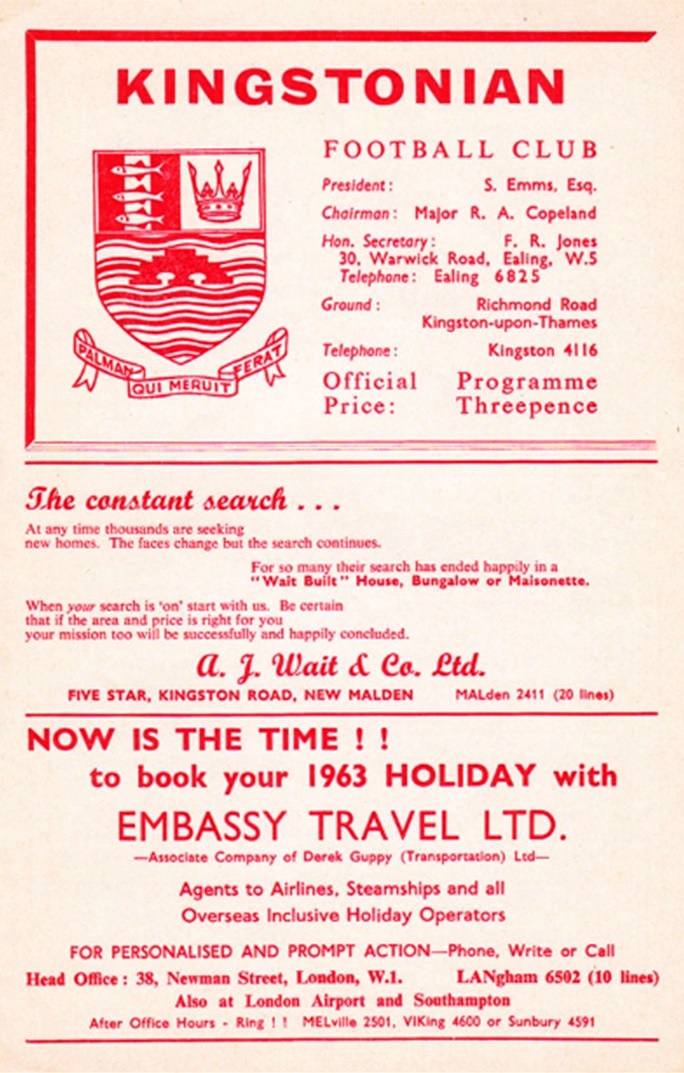 KINGSTONIAN
FOOTBALL CLUB
President: S. Emms, Esq.
Chairman: Major R. A. Copeland
Hon. Secretary: F. R. Jones
30, Warwick Road, Ealing, W.5
Telephone: Ealing 6825
Ground: Richmond Road
Kingston-upon-Thames
Telephone: Kingston 4116
Official Programme
Price: Threepence
PALMAN QUI MERUIT FERAT
The constant search . . .
At any time thousands are seeking
new homes. The faces change but the search continues.
For so many their search has ended happily in a
"Wait Built" House, Bungalow or Maisonette.
When your search is 'on' start with us. Be certain
that if the area and price is right for you
your mission too will be successfully and happily concluded.
A. J. Wait & Co. Ltd.
FIVE STAR, KINGSTON ROAD, NEW MALDEN MALden 2411 (20 lines)
NOW IS THE TIME ! !
to book your 1963 HOLIDAY with
EMBASSY TRAVEL LTD.
—Associate Company of Derek Guppy (Transportation) Ltd—
Agents to Airlines, Steamships and all
Overseas Inclusive Holiday Operators
FOR PERSONALISED AND PROMPT ACTION—Phone, Write or Call
Head Office: 38, Newman Street, London, W.1. LANgham 6502 (10 lines)
Also at London Airport and Southampton
After Office Hours - Ring ! ! MELville 2501, VIKing 4600 or Sunbury 4591